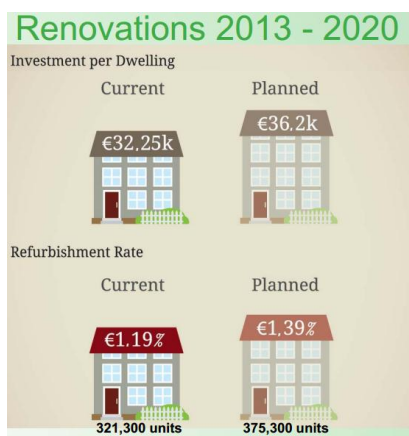 Renovations 2013 - 2020
Investment per Dwelling
Current Planned
€32,25k €36,2k
Refurbishment Rate
Current Planned
€1,19% €1,39%
321,300 units 375,300 units